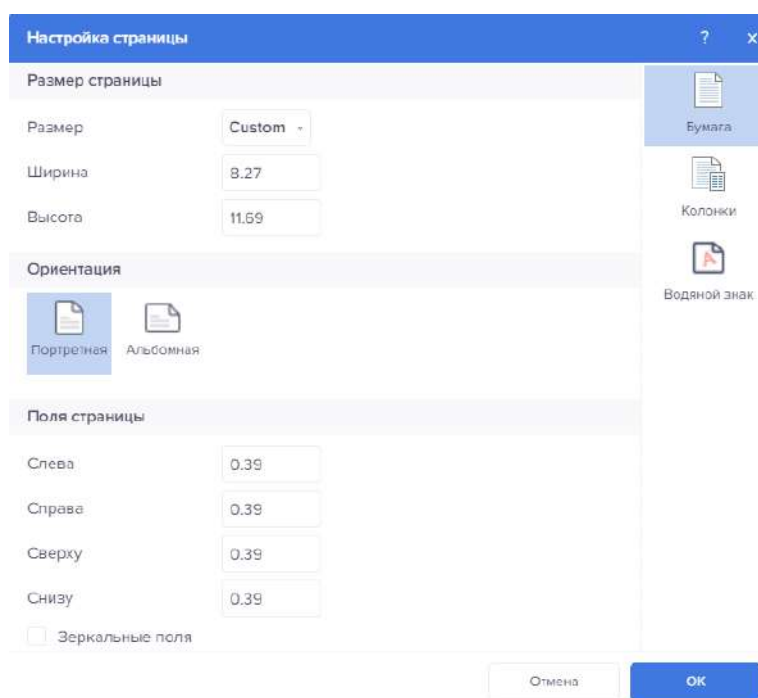 Настройка страницы ? x
Размер страницы
Размер Custom
Ширина 8.27
Высота 11.69
Ориентация
Портретная Альбомная
Поля страницы
Слева 0.39
Справа 0.39
Сверху 0.39
Снизу 0.39
Зеркальные поля
Бумага
Колонки
A
Водяной знак
Отмена OK